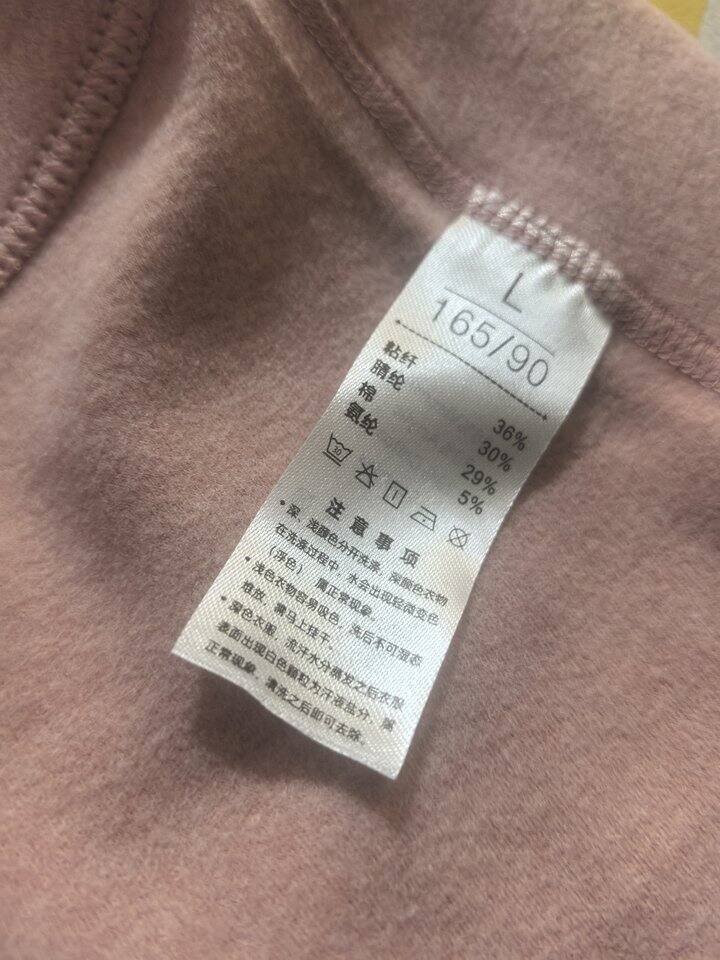 L
165/90
粘纤 36%
腈纶 30%
棉 29%
氨纶 5%
30
注意事项
·深、浅颜色分开洗涤，深颜色衣物
在洗涤过程中，水会出现轻微变色
（浮色）属正常现象。
·浅色衣物容易吸色，洗后不可湿态
堆放，需马上挂干。
·深色衣服，流汗水分蒸发之后衣服
表面出现白色颗粒为汗液盐分，属
正常现象，清洗之后即可去除。